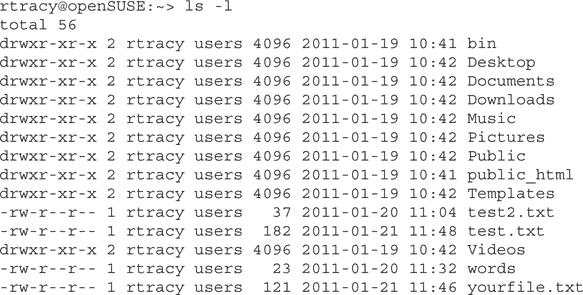 rtracy@openSUSE:~> ls -l
total 56
drwxr-xr-x 2 rtracy users 4096 2011-01-19 10:41 bin
drwxr-xr-x 2 rtracy users 4096 2011-01-19 10:42 Desktop
drwxr-xr-x 2 rtracy users 4096 2011-01-19 10:42 Documents
drwxr-xr-x 2 rtracy users 4096 2011-01-19 10:42 Downloads
drwxr-xr-x 2 rtracy users 4096 2011-01-19 10:42 Music
drwxr-xr-x 2 rtracy users 4096 2011-01-19 10:42 Pictures
drwxr-xr-x 2 rtracy users 4096 2011-01-19 10:42 Public
drwxr-xr-x 2 rtracy users 4096 2011-01-19 10:41 public_html
drwxr-xr-x 2 rtracy users 4096 2011-01-19 10:42 Templates
-rw-r--r-- 1 rtracy users   37 2011-01-20 11:04 test2.txt
-rw-r--r-- 1 rtracy users  182 2011-01-21 11:48 test.txt
drwxr-xr-x 2 rtracy users 4096 2011-01-19 10:42 Videos
-rw-r--r-- 1 rtracy users   23 2011-01-20 11:32 words
-rw-r--r-- 1 rtracy users  121 2011-01-21 11:46 yourfile.txt